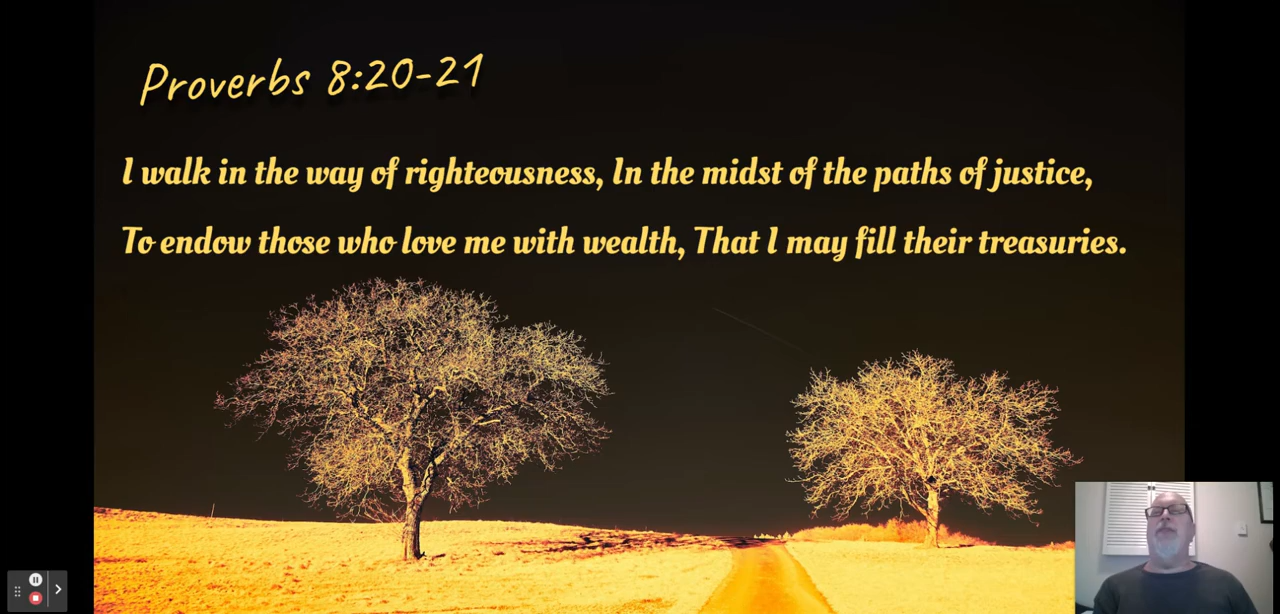 Proverbs 8:20-21
I walk in the way of righteousness, In the midst of the paths of justice,
To endow those who love me with wealth, That I may fill their treasuries.